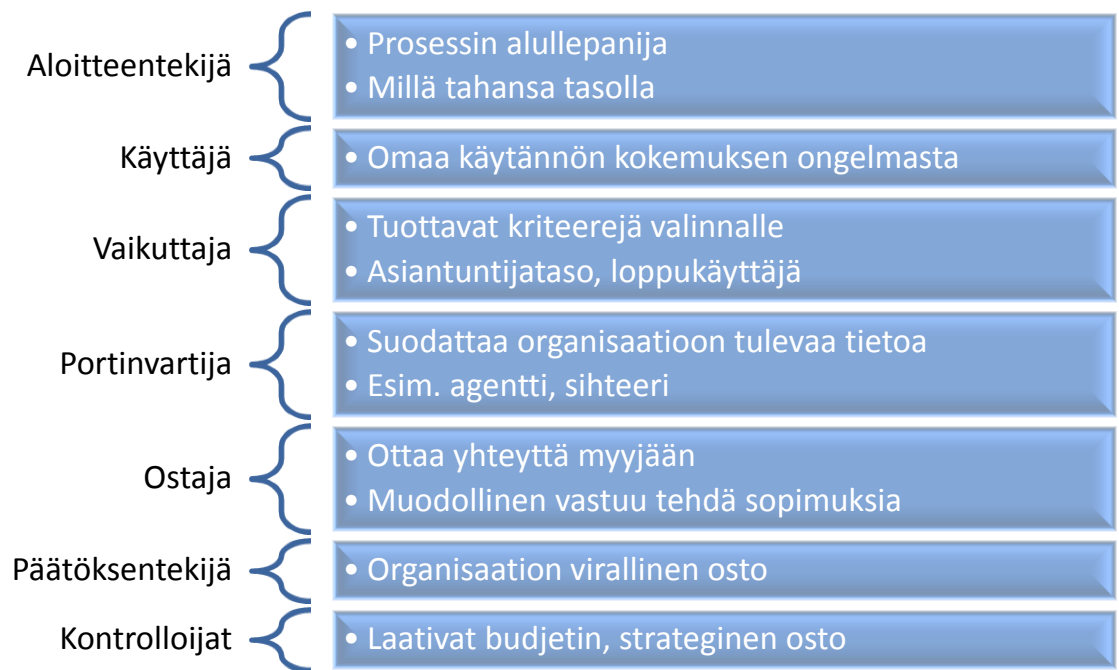 Aloitteentekijä
• Prosessin alullepanija
• Millä tahansa tasolla
Käyttäjä
• Omaa käytännön kokemuksen ongelmasta
Vaikuttaja
• Tuottavat kriteerejä valinnalle
• Asiantuntijataso, loppukäyttäjä
Portinvartija
• Suodattaa organisaatioon tulevaa tietoa
• Esim. agentti, sihteeri
Ostaja
• Ottaa yhteyttä myyjään
• Muodollinen vastuu tehdä sopimuksia
Päätöksentekijä
• Organisaation virallinen osto
Kontrolloijat
• Laativat budjetin, strateginen osto